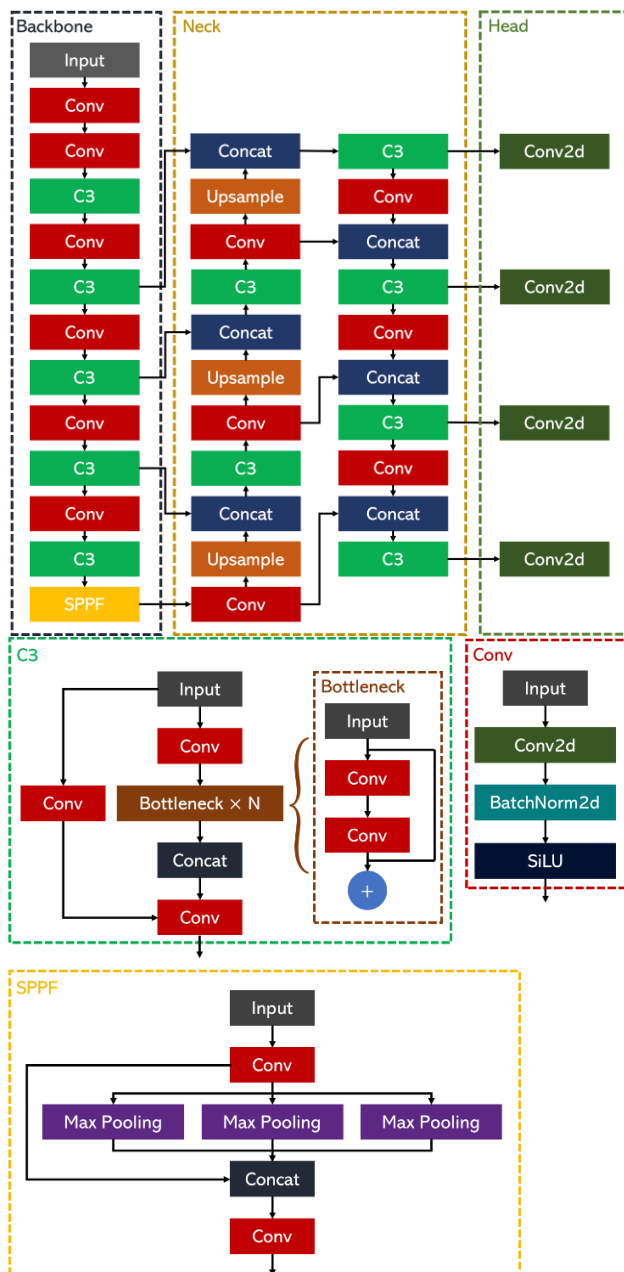 Backbone
Input
Conv
Conv
C3
Conv
C3
Conv
C3
Conv
C3
Conv
C3
SPPF
Neck
Concat
Upsample
Conv
C3
Concat
Upsample
Conv
C3
Concat
Upsample
Conv
C3
Conv
Concat
C3
Conv
Concat
C3
Conv
Concat
C3
Head
Conv2d
Conv2d
Conv2d
Conv2d
C3
Input
Conv
Conv
Bottleneck × N
Concat
Conv
Bottleneck
Input
Conv
Conv
+
Conv
Input
Conv2d
BatchNorm2d
SiLU
SPPF
Input
Conv
Max Pooling
Max Pooling
Max Pooling
Concat
Conv